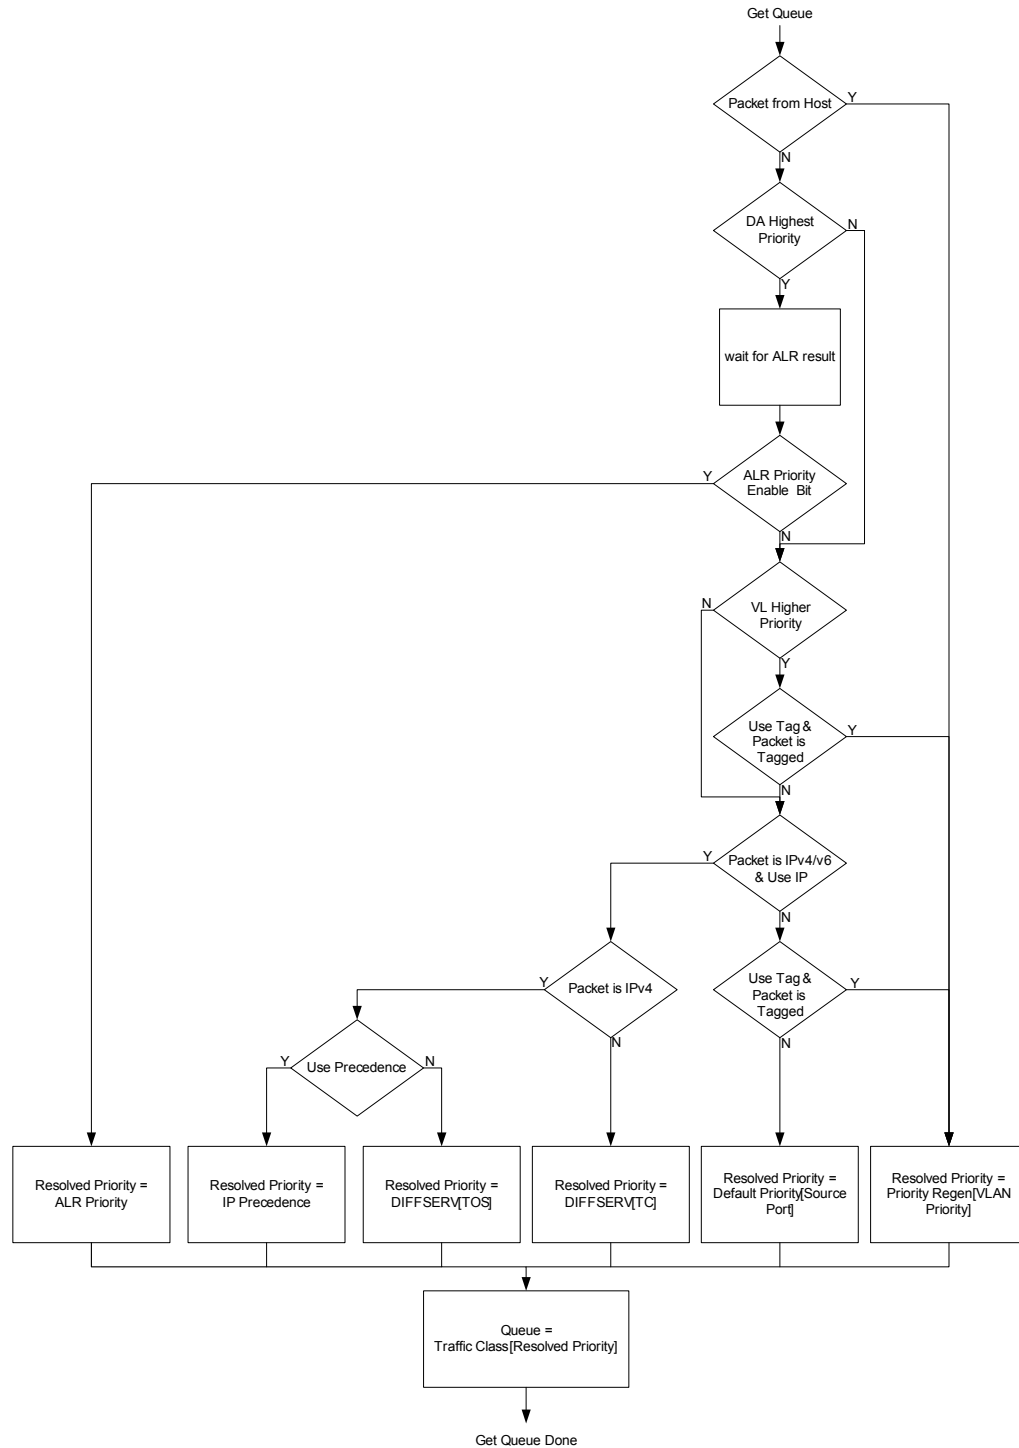 Get Queue
Packet from Host
Y
N
DA Highest
Priority
N
Y
wait for ALR result
Y
ALR Priority
Enable Bit
N
N
VL Higher
Priority
Y
Use Tag &
Packet is
Tagged
Y
N
Y
Packet is IPv4/v6
& Use IP
N
Y
Packet is IPv4
N
Use Tag &
Packet is
Tagged
Y
N
Y
Use Precedence
N
Resolved Priority =
ALR Priority
Resolved Priority =
IP Precedence
Resolved Priority =
DIFFSERV[TOS]
Resolved Priority =
DIFFSERV[TC]
Resolved Priority =
Default Priority[Source
Port]
Resolved Priority =
Priority Regen[VLAN
Priority]
Queue =
Traffic Class[Resolved Priority]
Get Queue Done